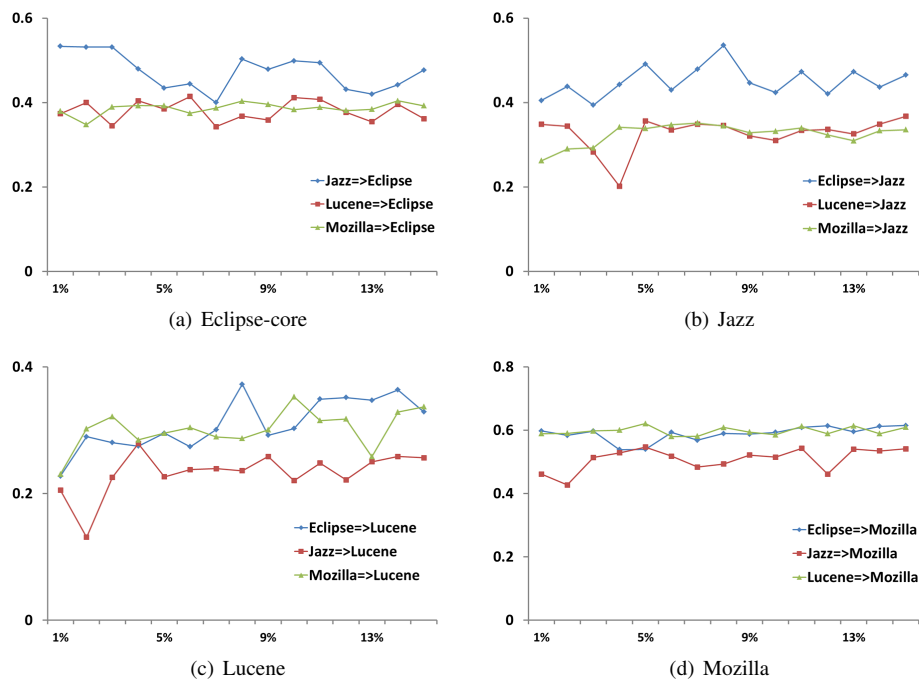 0.6
0.4
0.2
0
1% 5% 9% 13%
Jazz=>Eclipse
Lucene=>Eclipse
Mozilla=>Eclipse
(a) Eclipse-core
0.6
0.4
0.2
0
1% 5% 9% 13%
Eclipse=>Jazz
Lucene=>Jazz
Mozilla=>Jazz
(b) Jazz
0.4
0.2
0
1% 5% 9% 13%
Eclipse=>Lucene
Jazz=>Lucene
Mozilla=>Lucene
(c) Lucene
0.8
0.6
0.4
0.2
0
1% 5% 9% 13%
Eclipse=>Mozilla
Jazz=>Mozilla
Lucene=>Mozilla
(d) Mozilla